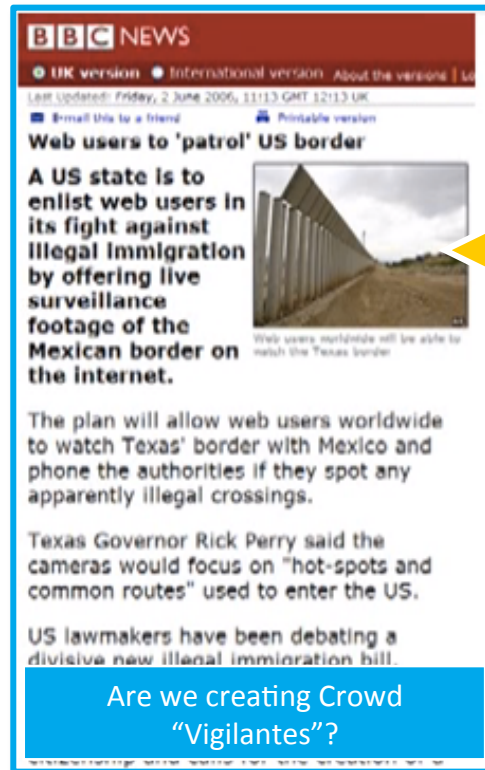 BBC NEWS
UK version International version About the versions
Last Updated: Friday, 2 June 2006, 11:13 GMT 12:13 UK
E-mail this to a friend Printable version
Web users to 'patrol' US border
A US state is to
enlist web users in
its fight against
illegal immigration
by offering live
surveillance
footage of the
Mexican border on
the internet.
Web users worldwide will be able to
watch the Texas border
The plan will allow web users worldwide
to watch Texas' border with Mexico and
phone the authorities if they spot any
apparently illegal crossings.
Texas Governor Rick Perry said the
cameras would focus on "hot-spots and
common routes" used to enter the US.
US lawmakers have been debating a
divisive new illegal immigration bill.
Are we creating Crowd
“Vigilantes”?